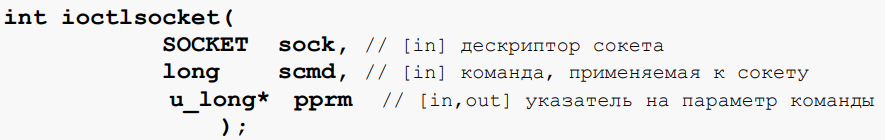 int ioctlsocket(
SOCKET sock, // [in] дескриптор сокета
long scmd, // [in] команда, применяемая к сокету
u_long* pprm // [in,out] указатель на параметр команды
);